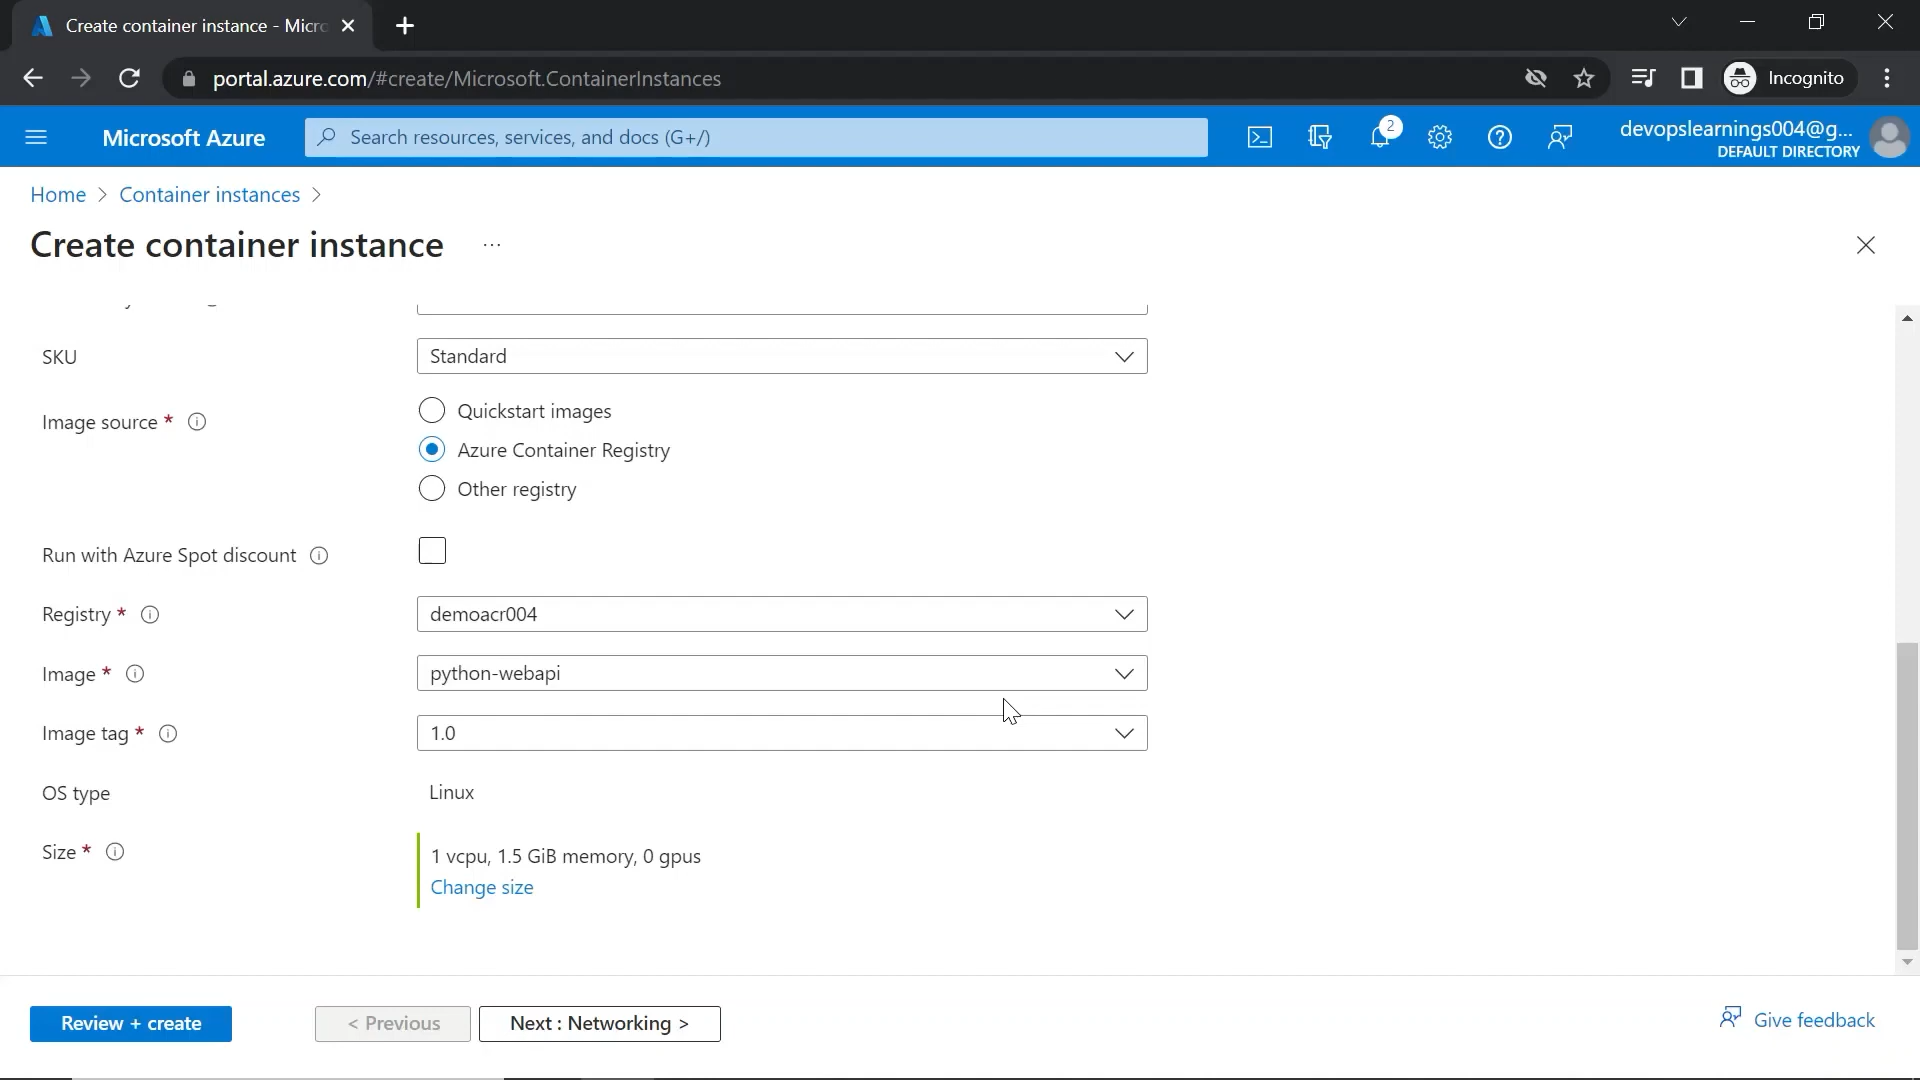 Create container instance - Micro
portal.azure.com/#create/Microsoft.ContainerInstances
Incognito
Microsoft Azure
Search resources, services, and docs (G+/)
2
devopslearnings004@g...
DEFAULT DIRECTORY
Home > Container instances >
Create container instance ...
SKU
Standard
Image source *
Quickstart images
Azure Container Registry
Other registry
Run with Azure Spot discount
Registry *
demoacr004
Image *
python-webapi
Image tag *
1.0
OS type
Linux
Size *
1 vcpu, 1.5 GiB memory, 0 gpus
Change size
Review + create
< Previous
Next : Networking >
Give feedback